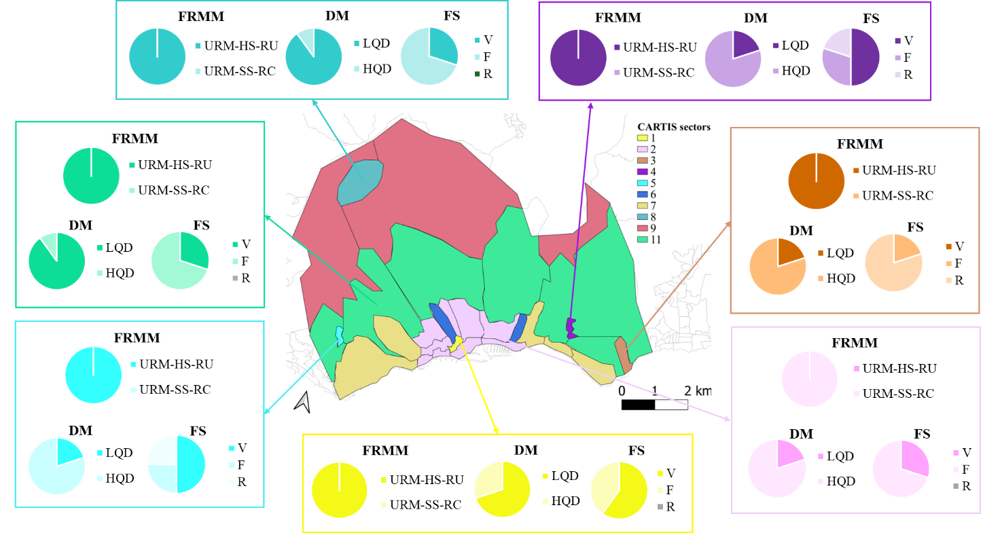 FRMM DM FS
URM-HS-RU
URM-SS-RC
LQD
HQD
V
F
R
FRMM DM FS
URM-HS-RU
URM-SS-RC
LQD
HQD
V
F
R
FRMM
URM-HS-RU
URM-SS-RC
DM FS
LQD
HQD
V
F
R
CARTIS sectors
1
2
3
4
5
6
7
8
9
11
FRMM
URM-HS-RU
URM-SS-RC
DM FS
LQD
HQD
V
F
R
FRMM
URM-HS-RU
URM-SS-RC
DM FS
LQD
HQD
V
F
R
0 1 2 km
FRMM
URM-HS-RU
URM-SS-RC
DM FS
LQD
HQD
V
F
R
FRMM DM FS
URM-HS-RU
URM-SS-RC
LQD
HQD
V
F
R